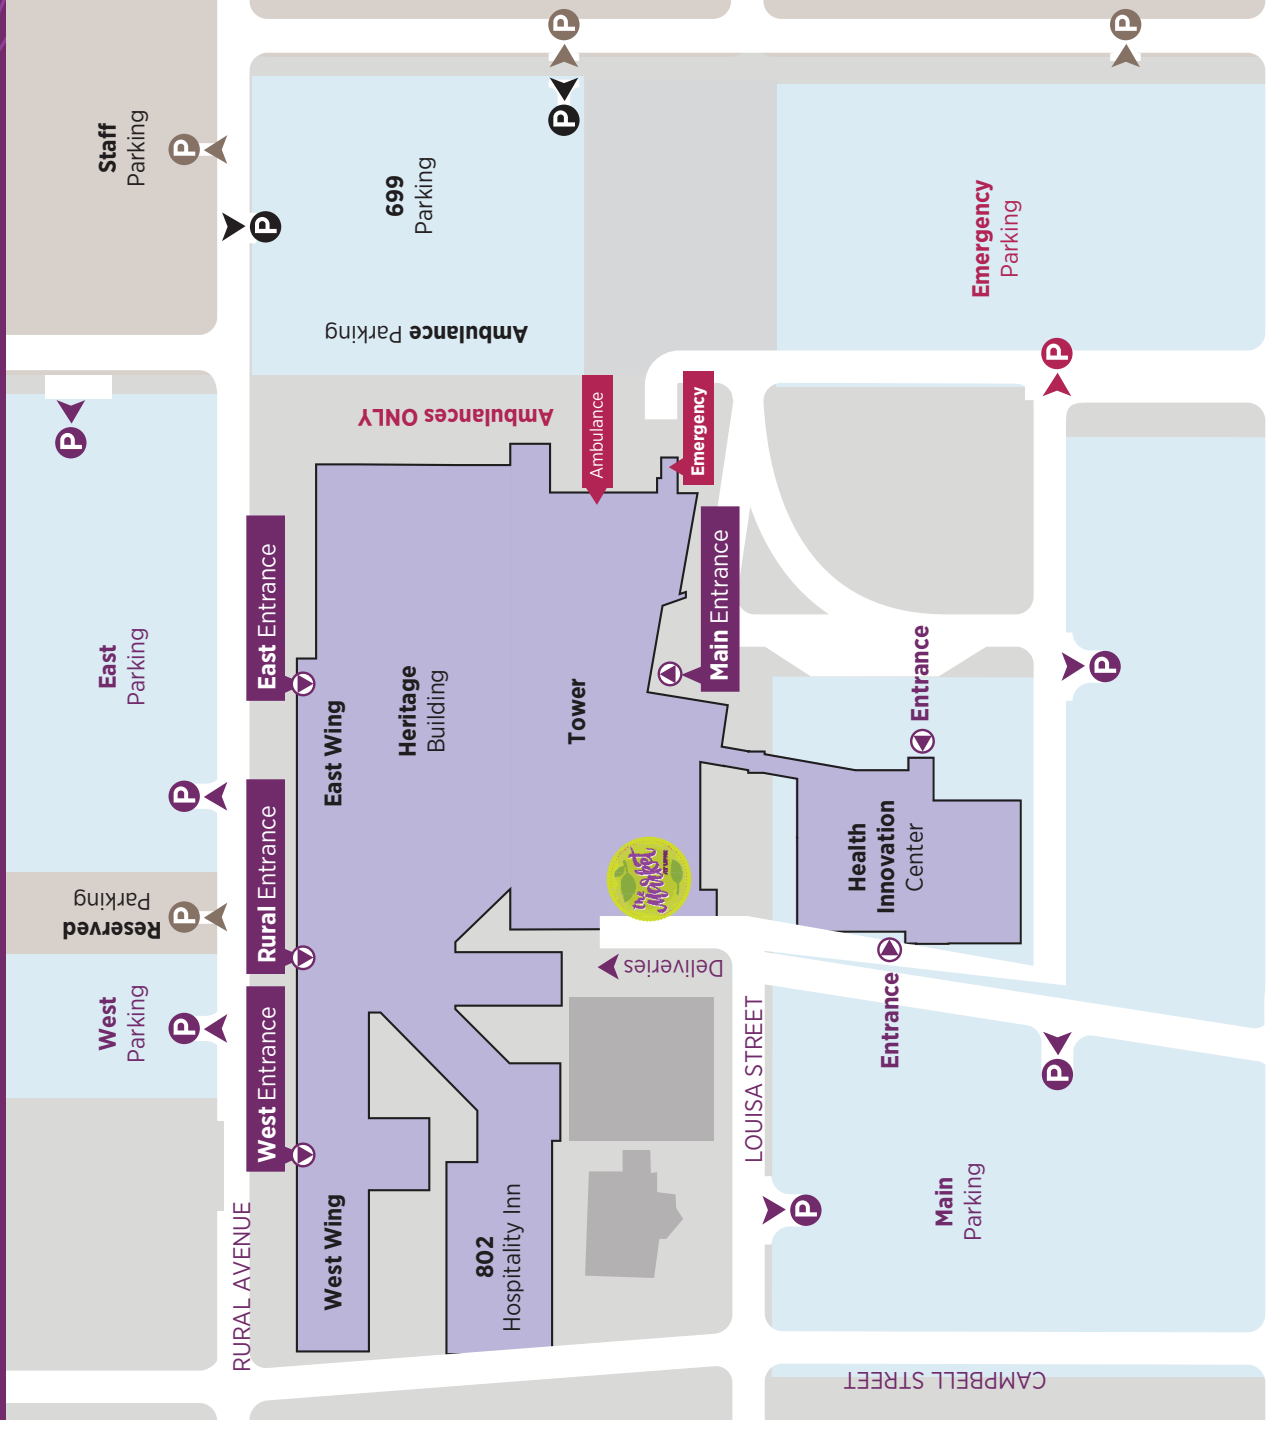 Staff
Parking
P
P
P
P
P
699
Parking
Ambulance Parking
Ambulances ONLY
Ambulance
Emergency
Emergency
Parking
P
P
East
Parking
P
East Entrance
Rural Entrance
West Entrance
Reserved
Parking
P
West
Parking
P
East Wing
Heritage
Building
Tower
Main Entrance
Entrance
P
the
Market
Health
Innovation
Center
Entrance
Deliveries
LOUISA STREET
P
P
Main
Parking
West Wing
802
Hospitality Inn
RURAL AVENUE
CAMPBELL STREET